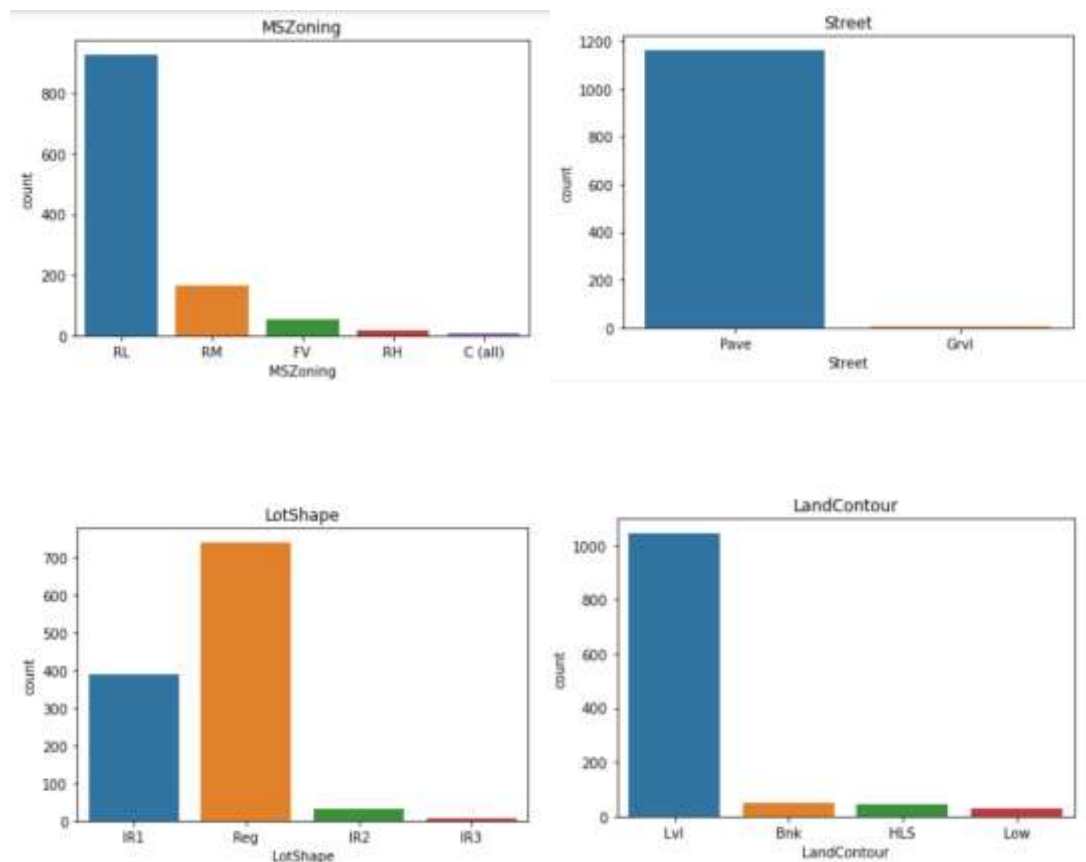 MSZoning
count
800
600
400
200
0
RL RM FV RH C (all)
MSZoning
Street
count
1200
1000
800
600
400
200
0
Pave Grvl
Street
LotShape
count
700
600
500
400
300
200
100
0
IR1 Reg IR2 IR3
LotShape
LandContour
count
1000
800
600
400
200
0
Lvl Bnk HLS Low
LandContour